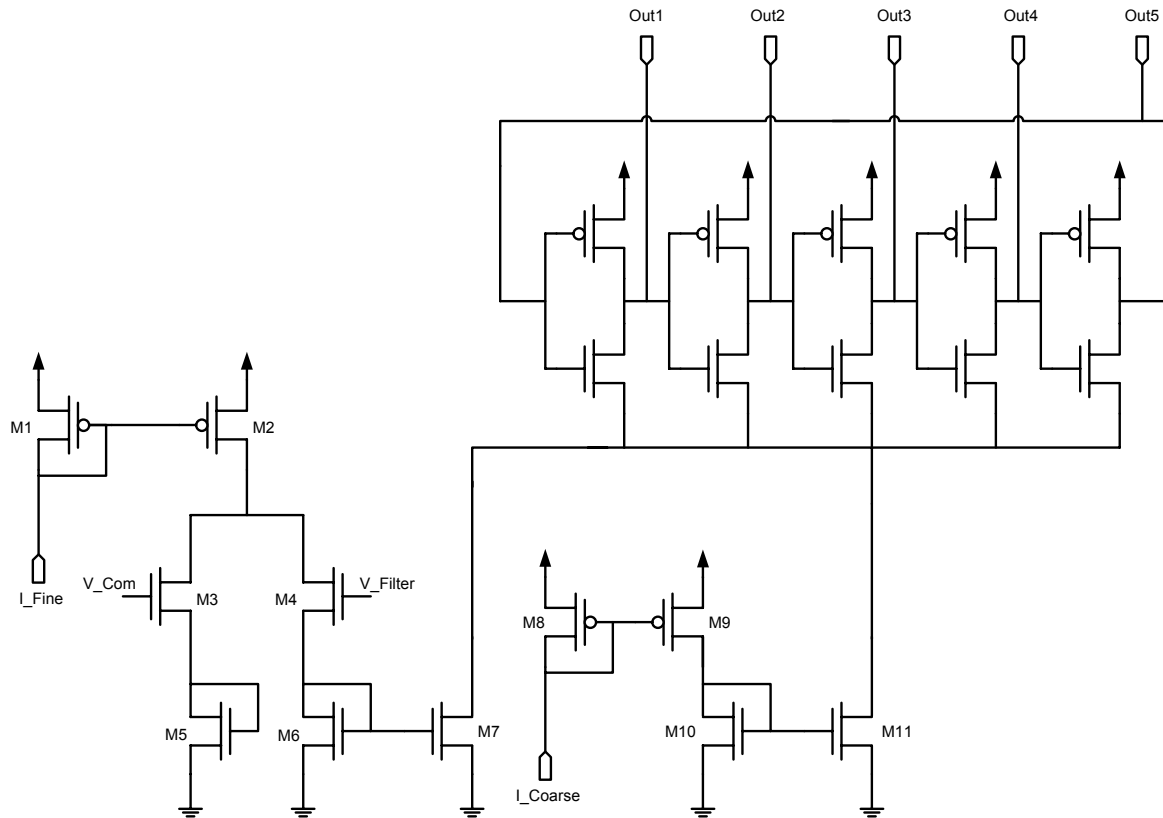 Out1 Out2 Out3 Out4 Out5
M1 M2
V_Com V_Filter
I_Fine M3 M4
M8 M9
M5 M6 M7 M10 M11
I_Coarse